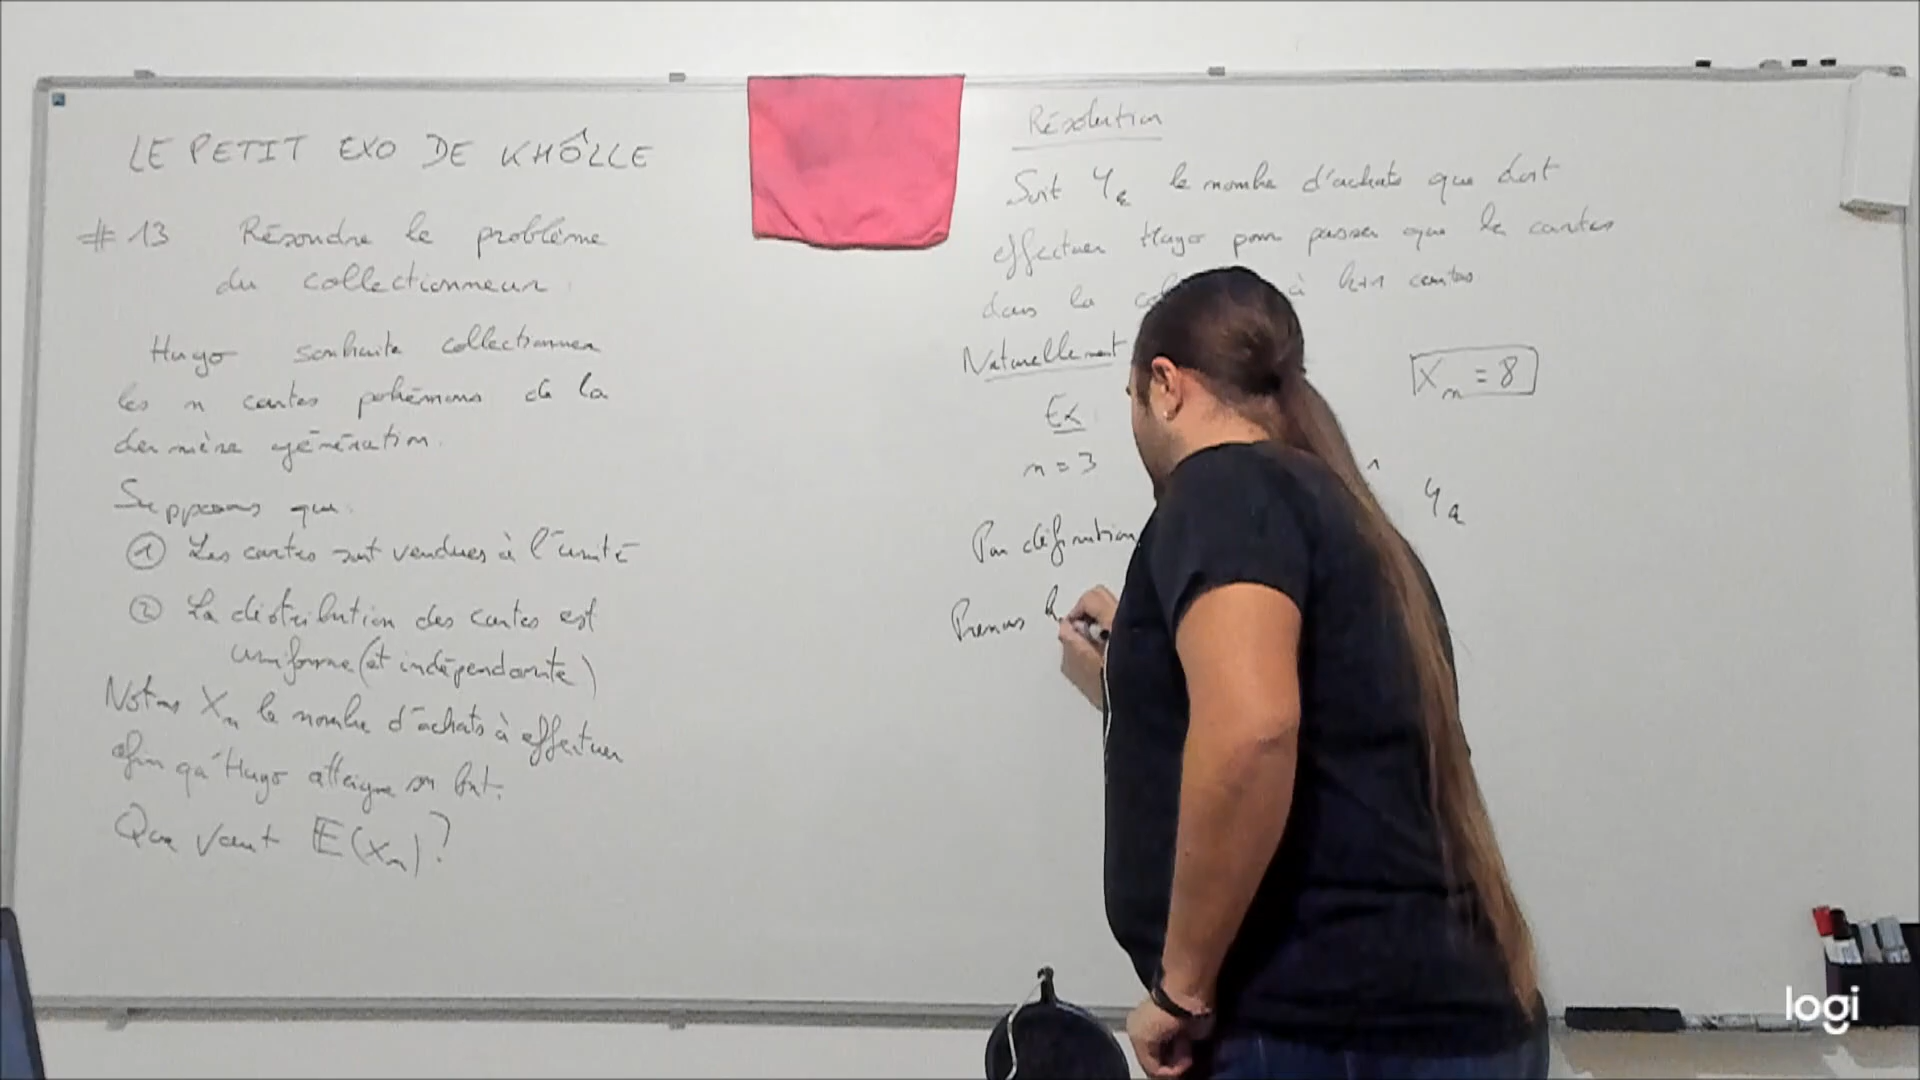 LE PETIT EXO DE KHÔLLE
#13 Résoudre le problème
du collectionneur
Hugo souhaite collectionner
les n cartes pokémons de la
dernière génération.
Supposons que
① Les cartes sont vendues à l'unité
② La distribution des cartes est
uniforme (et indépendante)
Notons Xn le nombre d'achats à effectuer
afin qu'Hugo atteigne son but.
Que vaut E(Xn)?
Résolution
Soit Yk le nombre d'achats que doit
effectuer Hugo pour passer que k cartes
dans la à k+1 cartes
Naturellement
Xn = 8
Ex
n = 3
Yk
Par définition
Prenons k
logi